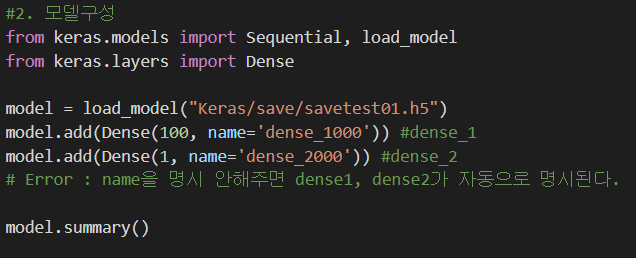 #2. 모델구성
from keras.models import Sequential, load_model
from keras.layers import Dense
model = load_model("Keras/save/savetest01.h5")
model.add(Dense(100, name='dense_1000')) #dense_1
model.add(Dense(1, name='dense_2000')) #dense_2
# Error : name을 명시 안해주면 dense1, dense2가 자동으로 명시된다.
model.summary()